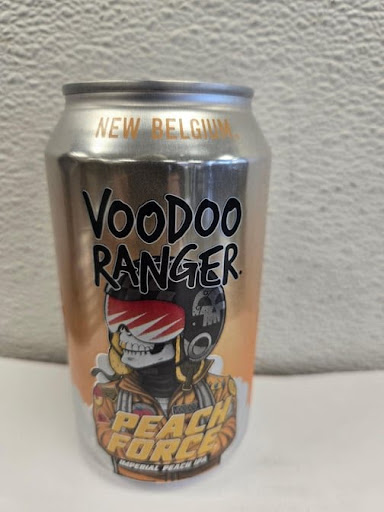 NEW BELGIUM®
VOODOO
RANGER.
PEACH
FORCE
IMPERIAL PEACH IPA